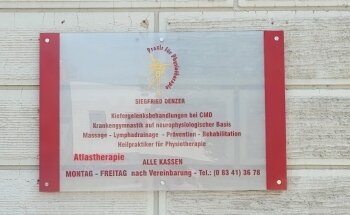 Praxis für Physiotherapie
SIEGFRIED DENZER
Kiefergelenksbehandlungen bei CMD
Krankengymnastik auf neurophysiologischer Basis
Massage - Lymphdrainage - Prävention - Rehabilitation
Heilpraktiker für Physiotherapie
Atlastherapie
ALLE KASSEN
MONTAG - FREITAG nach Vereinbarung - Tel.: (0 83 41) 36 78